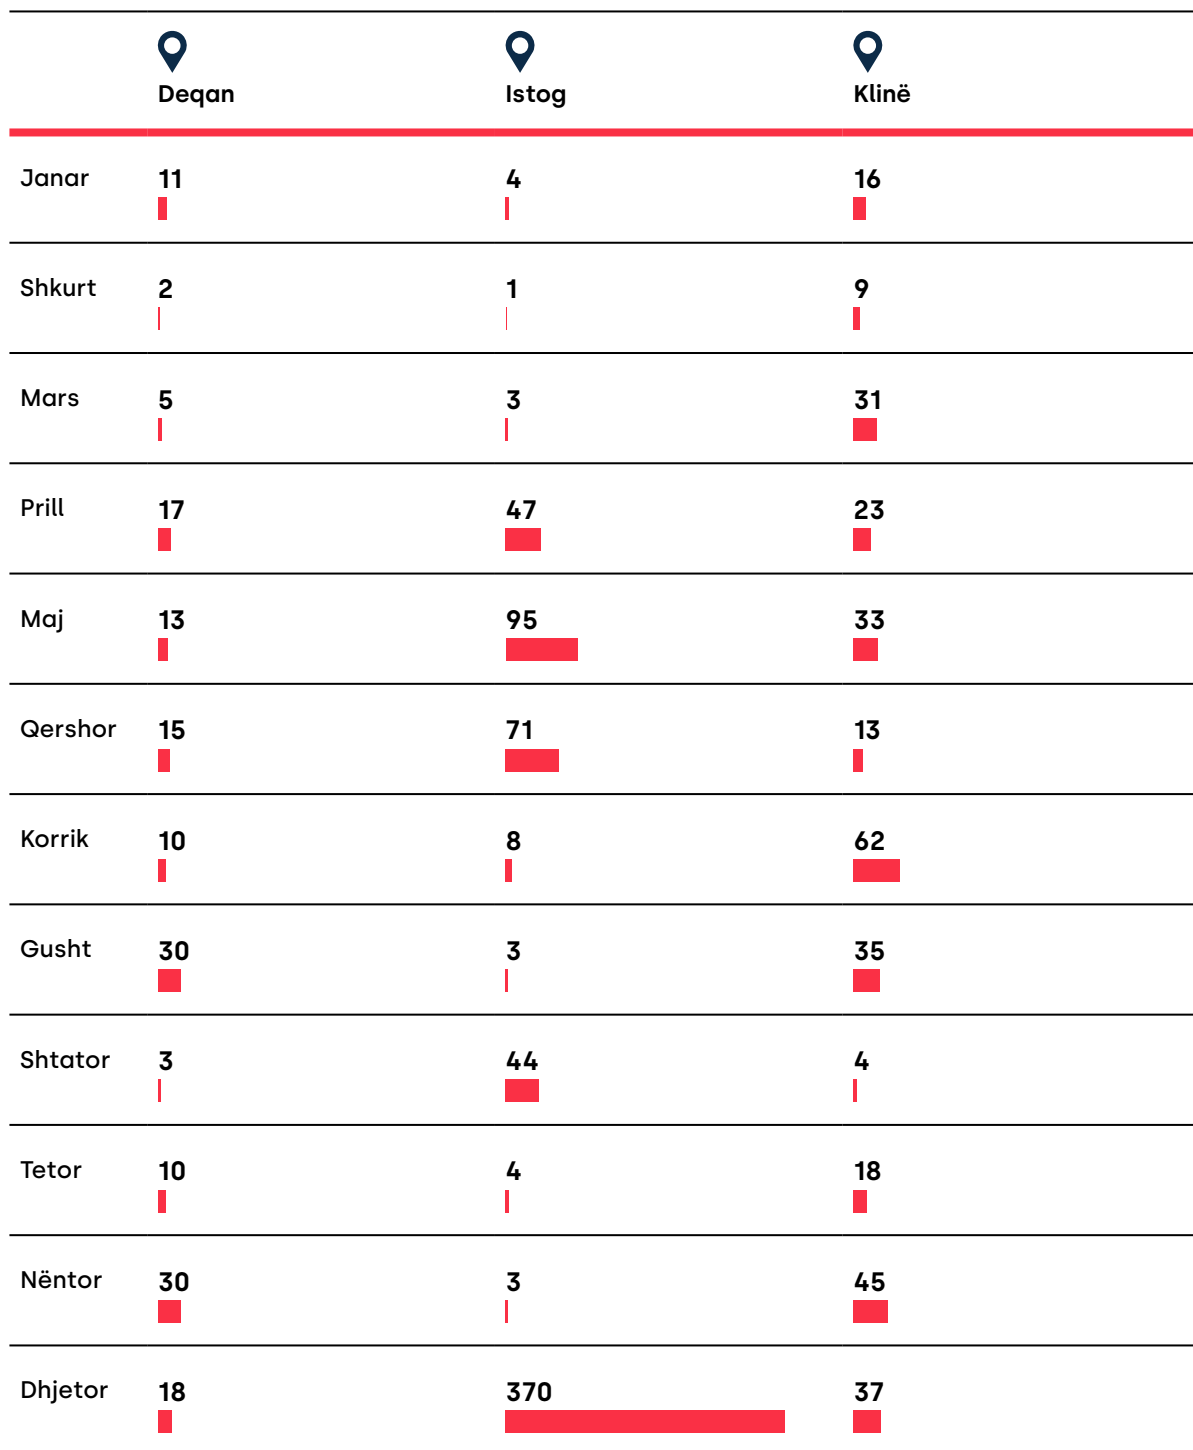 Deqan Istog Klinë
Janar 11 4 16
Shkurt 2 1 9
Mars 5 3 31
Prill 17 47 23
Maj 13 95 33
Qershor 15 71 13
Korrik 10 8 62
Gusht 30 3 35
Shtator 3 44 4
Tetor 10 4 18
Nëntor 30 3 45
Dhjetor 18 370 37